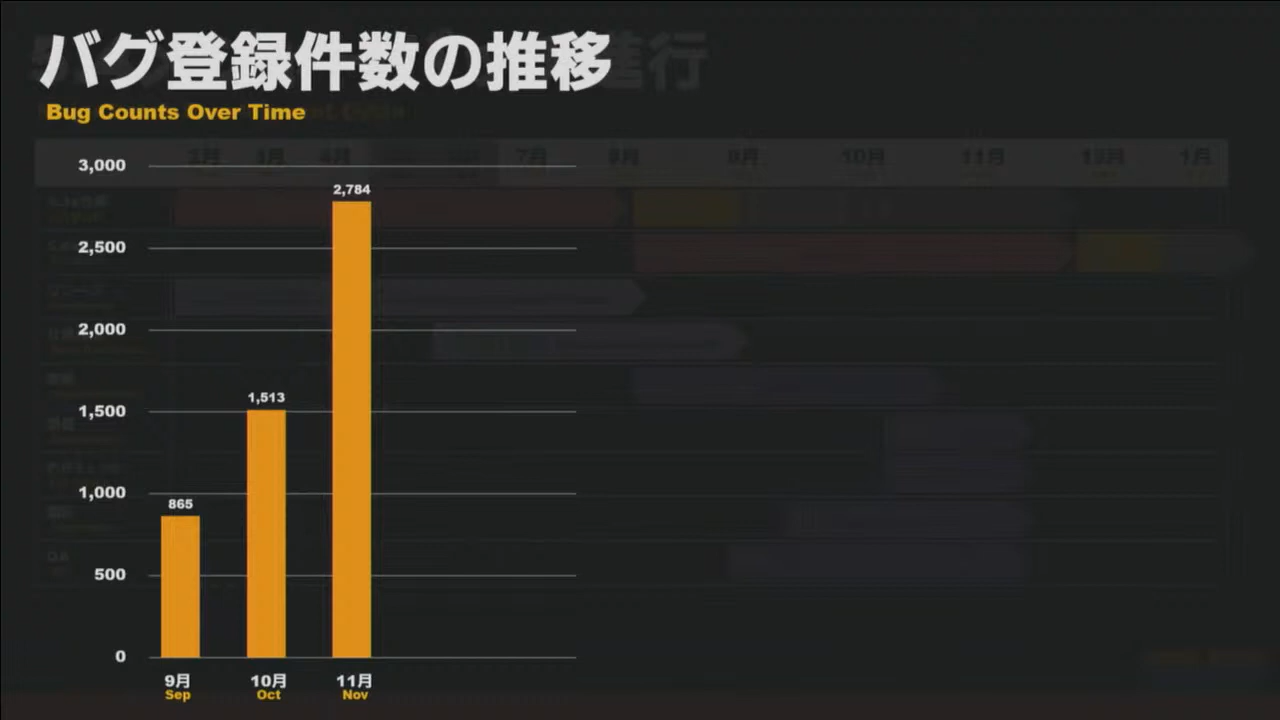 バグ登録件数の推移
Bug Counts Over Time
3,000
2,784
2,500
2,000
1,513
1,500
1,000
865
500
0
9月 10月 11月
Sep Oct Nov